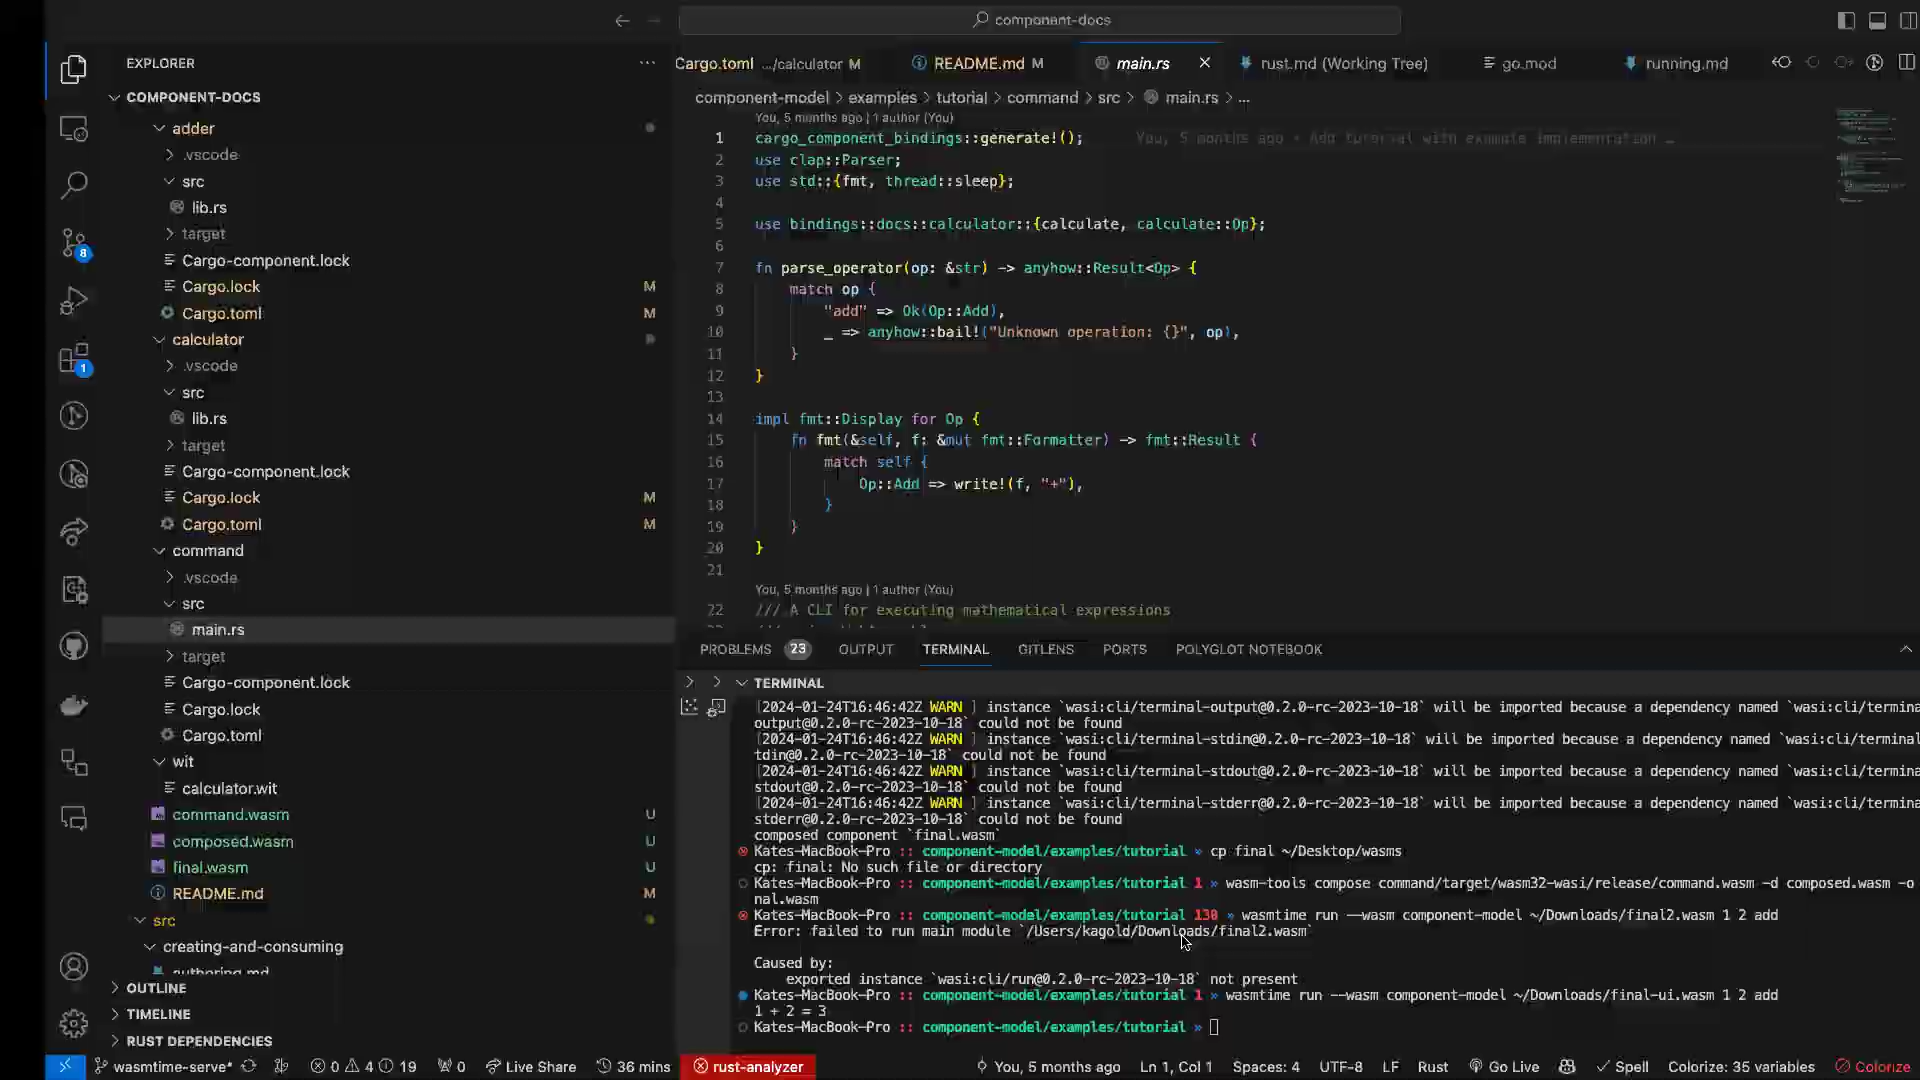 component-docs
EXPLORER
COMPONENT-DOCS
adder
.vscode
src
lib.rs
target
Cargo-component.lock
Cargo.lock M
Cargo.toml M
calculator
.vscode
src
lib.rs
target
Cargo-component.lock
Cargo.lock M
Cargo.toml M
command
.vscode
src
main.rs
target
Cargo-component.lock
Cargo.lock
Cargo.toml
wit
calculator.wit
command.wasm U
composed.wasm U
final.wasm U
README.md M
src
creating-and-consuming
authoring.md
OUTLINE
TIMELINE
RUST DEPENDENCIES
8
1
Cargo.toml .../calculator M README.md M main.rs rust.md (Working Tree) go.mod running.md
component-model > examples > tutorial > command > src > main.rs > ...
You, 5 months ago | 1 author (You)
1 cargo_component_bindings::generate!(); You, 5 months ago • Add tutorial with example implementation …
2 use clap::Parser;
3 use std::{fmt, thread::sleep};
4
5 use bindings::docs::calculator::{calculate, calculate::Op};
6
7 fn parse_operator(op: &str) -> anyhow::Result<Op> {
8 match op {
9 "add" => Ok(Op::Add),
10 _ => anyhow::bail!("Unknown operation: {}", op),
11 }
12 }
13
14 impl fmt::Display for Op {
15 fn fmt(&self, f: &mut fmt::Formatter) -> fmt::Result {
16 match self {
17 Op::Add => write!(f, "+"),
18 }
19 }
20 }
21
You, 5 months ago | 1 author (You)
22 /// A CLI for executing mathematical expressions
PROBLEMS 23 OUTPUT TERMINAL GITLENS PORTS POLYGLOT NOTEBOOK
TERMINAL
[2024-01-24T16:46:42Z WARN ] instance `wasi:cli/terminal-output@0.2.0-rc-2023-10-18` will be imported because a dependency named `wasi:cli/termina
output@0.2.0-rc-2023-10-18` could not be found
[2024-01-24T16:46:42Z WARN ] instance `wasi:cli/terminal-stdin@0.2.0-rc-2023-10-18` will be imported because a dependency named `wasi:cli/terminal
tdin@0.2.0-rc-2023-10-18` could not be found
[2024-01-24T16:46:42Z WARN ] instance `wasi:cli/terminal-stdout@0.2.0-rc-2023-10-18` will be imported because a dependency named `wasi:cli/termina
stdout@0.2.0-rc-2023-10-18` could not be found
[2024-01-24T16:46:42Z WARN ] instance `wasi:cli/terminal-stderr@0.2.0-rc-2023-10-18` will be imported because a dependency named `wasi:cli/termina
stderr@0.2.0-rc-2023-10-18` could not be found
composed component `final.wasm`
Kates-MacBook-Pro :: component-model/examples/tutorial » cp final ~/Desktop/wasms
cp: final: No such file or directory
Kates-MacBook-Pro :: component-model/examples/tutorial 1 » wasm-tools compose command/target/wasm32-wasi/release/command.wasm -d composed.wasm -o
nal.wasm
Kates-MacBook-Pro :: component-model/examples/tutorial 130 » wasmtime run --wasm component-model ~/Downloads/final2.wasm 1 2 add
Error: failed to run main module `/Users/kagold/Downloads/final2.wasm`
Caused by:
exported instance `wasi:cli/run@0.2.0-rc-2023-10-18` not present
Kates-MacBook-Pro :: component-model/examples/tutorial 1 » wasmtime run --wasm component-model ~/Downloads/final-ui.wasm 1 2 add
1 + 2 = 3
Kates-MacBook-Pro :: component-model/examples/tutorial »
wasmtime-serve* 0 4 19 0 Live Share 36 mins rust-analyzer You, 5 months ago Ln 1, Col 1 Spaces: 4 UTF-8 LF Rust Go Live Spell Colorize: 35 variables Colorize